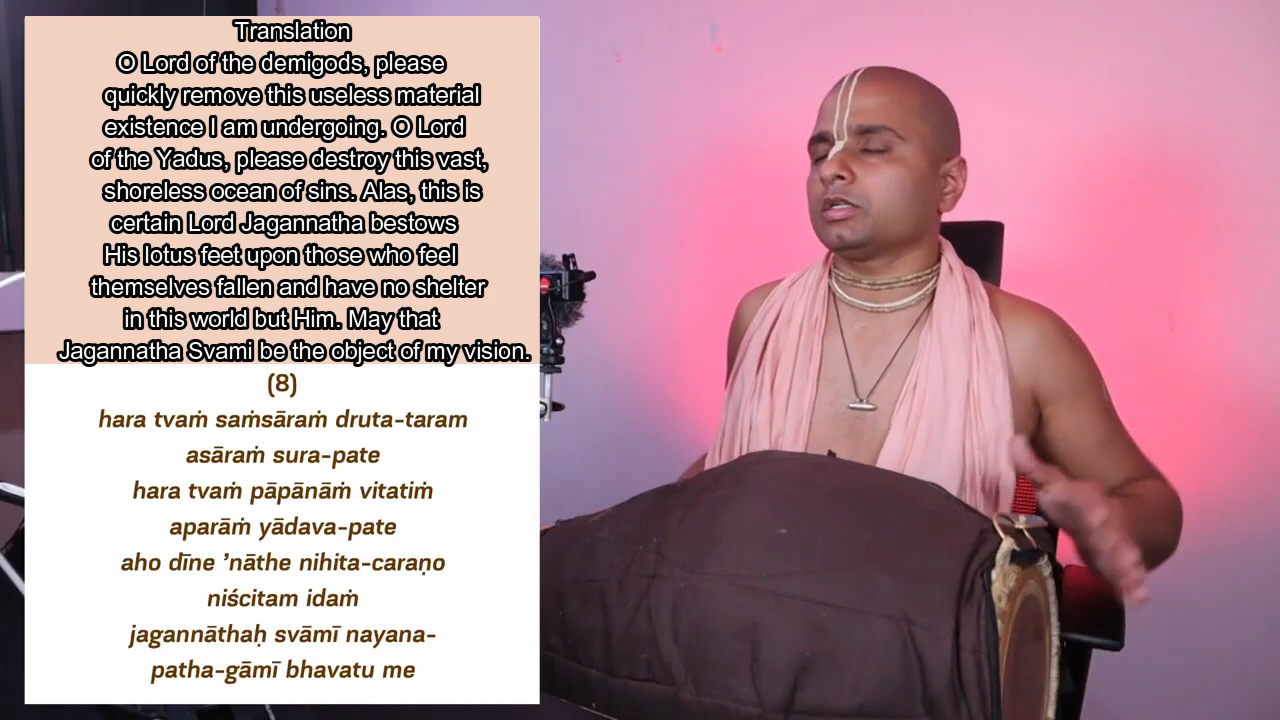 Translation
O Lord of the demigods, please
quickly remove this useless material
existence I am undergoing. O Lord
of the Yadus, please destroy this vast,
shoreless ocean of sins. Alas, this is
certain Lord Jagannatha bestows
His lotus feet upon those who feel
themselves fallen and have no shelter
in this world but Him. May that
Jagannatha Svami be the object of my vision.
(8)
hara tvaṁ saṁsāraṁ druta-taram
asāraṁ sura-pate
hara tvaṁ pāpānāṁ vitatiṁ
aparāṁ yādava-pate
aho dīne ’nāthe nihita-caraṇo
niścitam idaṁ
jagannāthaḥ svāmī nayana-
patha-gāmī bhavatu me